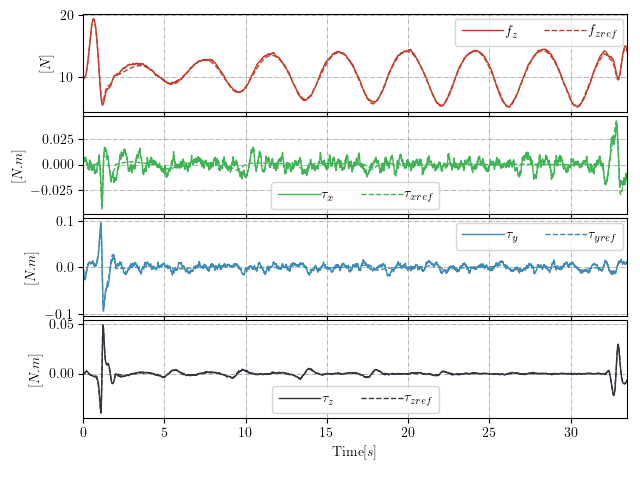 20
10
[N]
f_z
f_zref
0.025
0.000
−0.025
[N.m]
τ_x
τ_xref
0.1
0.0
−0.1
[N.m]
τ_y
τ_yref
0.05
0.00
[N.m]
τ_z
τ_zref
0 5 10 15 20 25 30
Time[s]